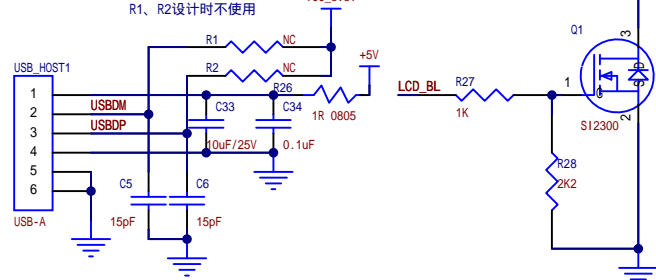 R1、R2设计时不使用
R1
NC
R2
NC
+5V
Q1
USB_HOST1
1
2
3
4
5
6
USB-A
USBDM
USBDP
R26
1R 0805
C33
10uF/25V
C34
0.1uF
C5
15pF
C6
15pF
LCD_BL
R27
1K
1
3
D
G
S
2
SI2300
R28
2K2